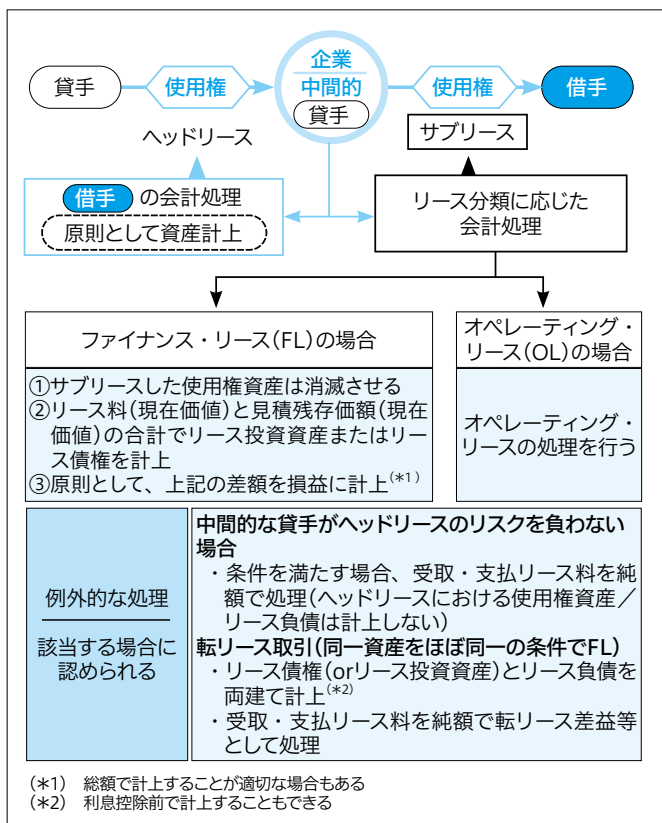 貸手
使用権
企業
中間的
貸手
使用権
借手
ヘッドリース
サブリース
借手 の会計処理
原則として資産計上
リース分類に応じた
会計処理
ファイナンス・リース(FL)の場合
①サブリースした使用権資産は消滅させる
②リース料(現在価値)と見積残存価額(現在
価値)の合計でリース投資資産またはリー
ス債権を計上
③原則として、上記の差額を損益に計上(*1)
オペレーティング・
リース(OL)の場合
オペレーティング・
リースの処理を行う
例外的な処理
該当する場合に
認められる
中間的な貸手がヘッドリースのリスクを負わない
場合
・条件を満たす場合、受取・支払リース料を純
額で処理(ヘッドリースにおける使用権資産／
リース負債は計上しない)
転リース取引(同一資産をほぼ同一の条件でFL)
・リース債権(orリース投資資産)とリース負債を
両建て計上(*2)
・受取・支払リース料を純額で転リース差益等
として処理
(*1) 総額で計上することが適切な場合もある
(*2) 利息控除前で計上することもできる